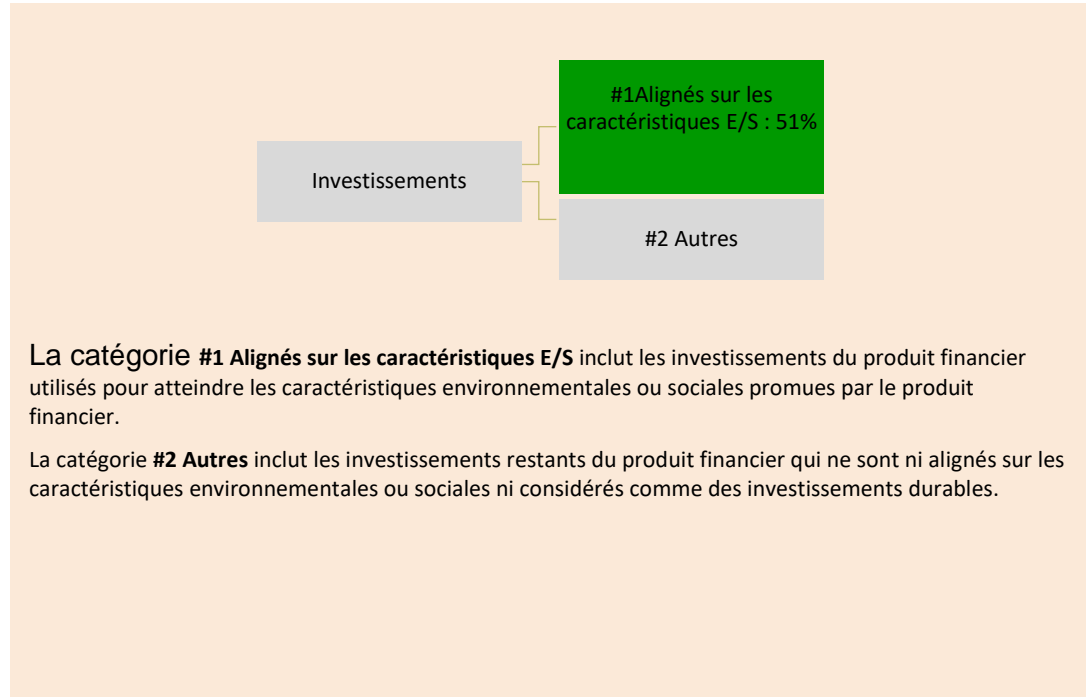 #1Alignés sur les
caractéristiques E/S : 51%
Investissements
#2 Autres
La catégorie #1 Alignés sur les caractéristiques E/S inclut les investissements du produit financier
utilisés pour atteindre les caractéristiques environnementales ou sociales promues par le produit
financier.
La catégorie #2 Autres inclut les investissements restants du produit financier qui ne sont ni alignés sur les
caractéristiques environnementales ou sociales ni considérés comme des investissements durables.